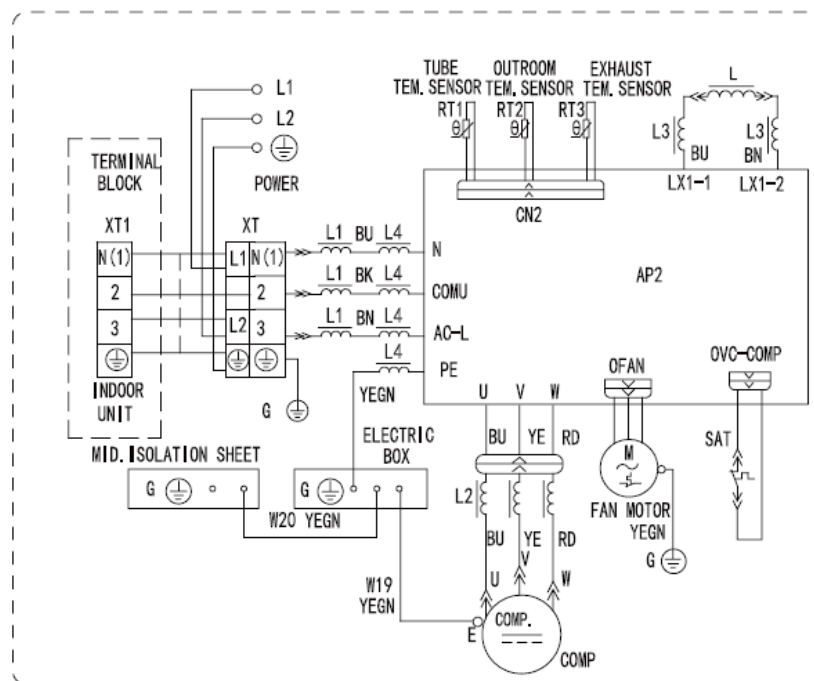 L1
L2
POWER
TUBE
TEM. SENSOR
OUTROOM
TEM. SENSOR
EXHAUST
TEM. SENSOR
RT1
RT2
RT3
θ
θ
θ
CN2
L
L3
L3
BU
BN
LX1-1
LX1-2
TERMINAL
BLOCK
XT1
XT
N(1)
L1 N(1)
2
2
3
L2 3
INDOOR
UNIT
G
L1 BU L4
N
L1 BK L4
COMU
L1 BN L4
AC-L
L4
PE
YEGN
AP2
OVC-COMP
OFAN
U V W
BU YE RD
SAT
M
FAN MOTOR
YEGN
G
MID. ISOLATION SHEET
ELECTRIC
BOX
G
G
W20 YEGN
L2
BU YE RD
U
V
W
W19
YEGN
E
COMP.
COMP